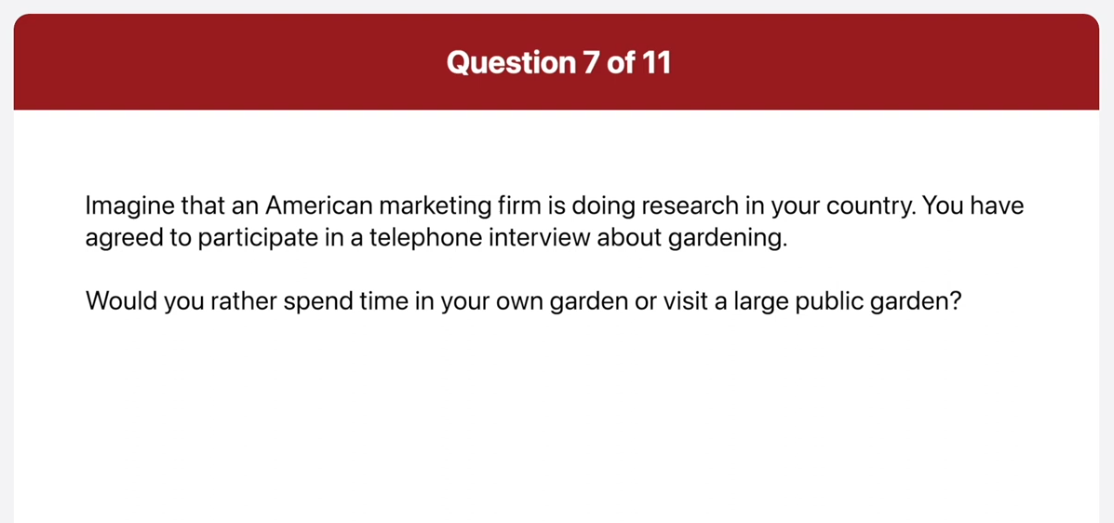 Question 7 of 11
Imagine that an American marketing firm is doing research in your country. You have
agreed to participate in a telephone interview about gardening.
Would you rather spend time in your own garden or visit a large public garden?